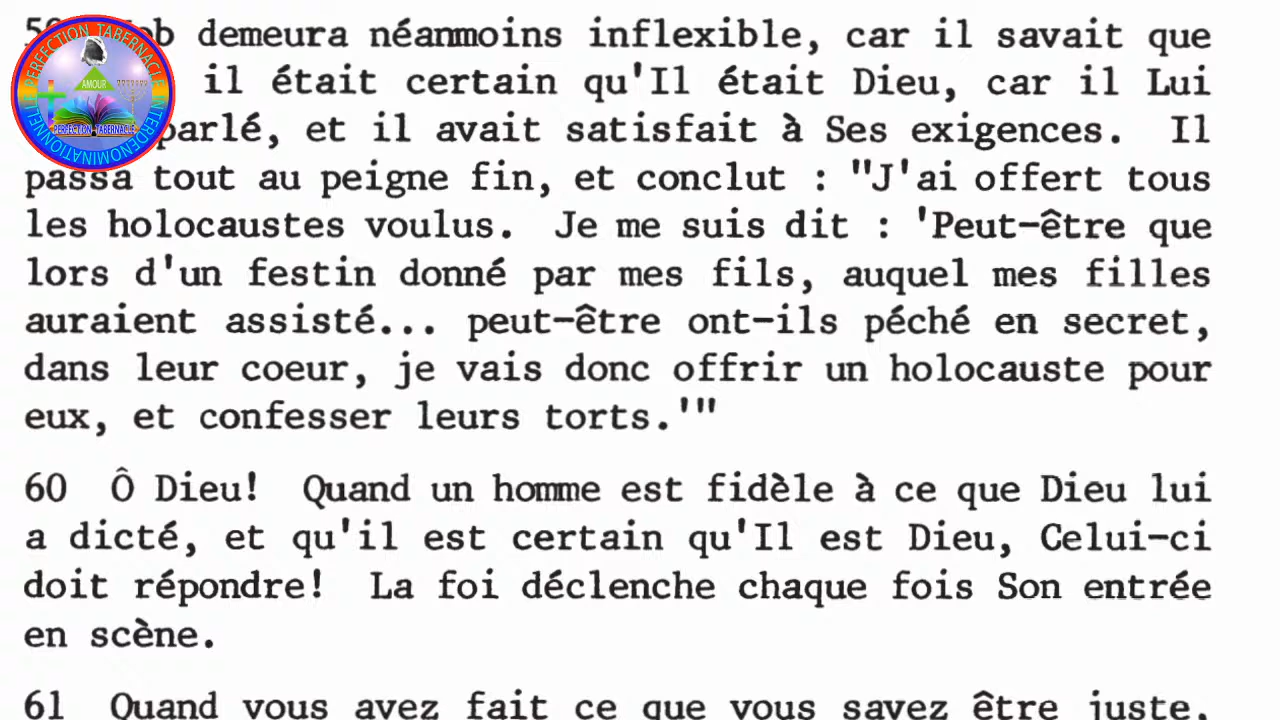 demeura néanmoins inflexible, car il savait que
il était certain qu'Il était Dieu, car il Lui
parlé, et il avait satisfait à Ses exigences. Il
passa tout au peigne fin, et conclut : "J'ai offert tous
les holocaustes voulus. Je me suis dit : 'Peut-être que
lors d'un festin donné par mes fils, auquel mes filles
auraient assisté... peut-être ont-ils péché en secret,
dans leur coeur, je vais donc offrir un holocauste pour
eux, et confesser leurs torts.'"
60 Ô Dieu! Quand un homme est fidèle à ce que Dieu lui
a dicté, et qu'il est certain qu'Il est Dieu, Celui-ci
doit répondre! La foi déclenche chaque fois Son entrée
en scène.
61 Quand vous avez fait ce que vous savez être juste,
PERFECTION TABERNACLE INTERDENOMINATIONNEL
AMOUR
PERFECTION TABERNACLE